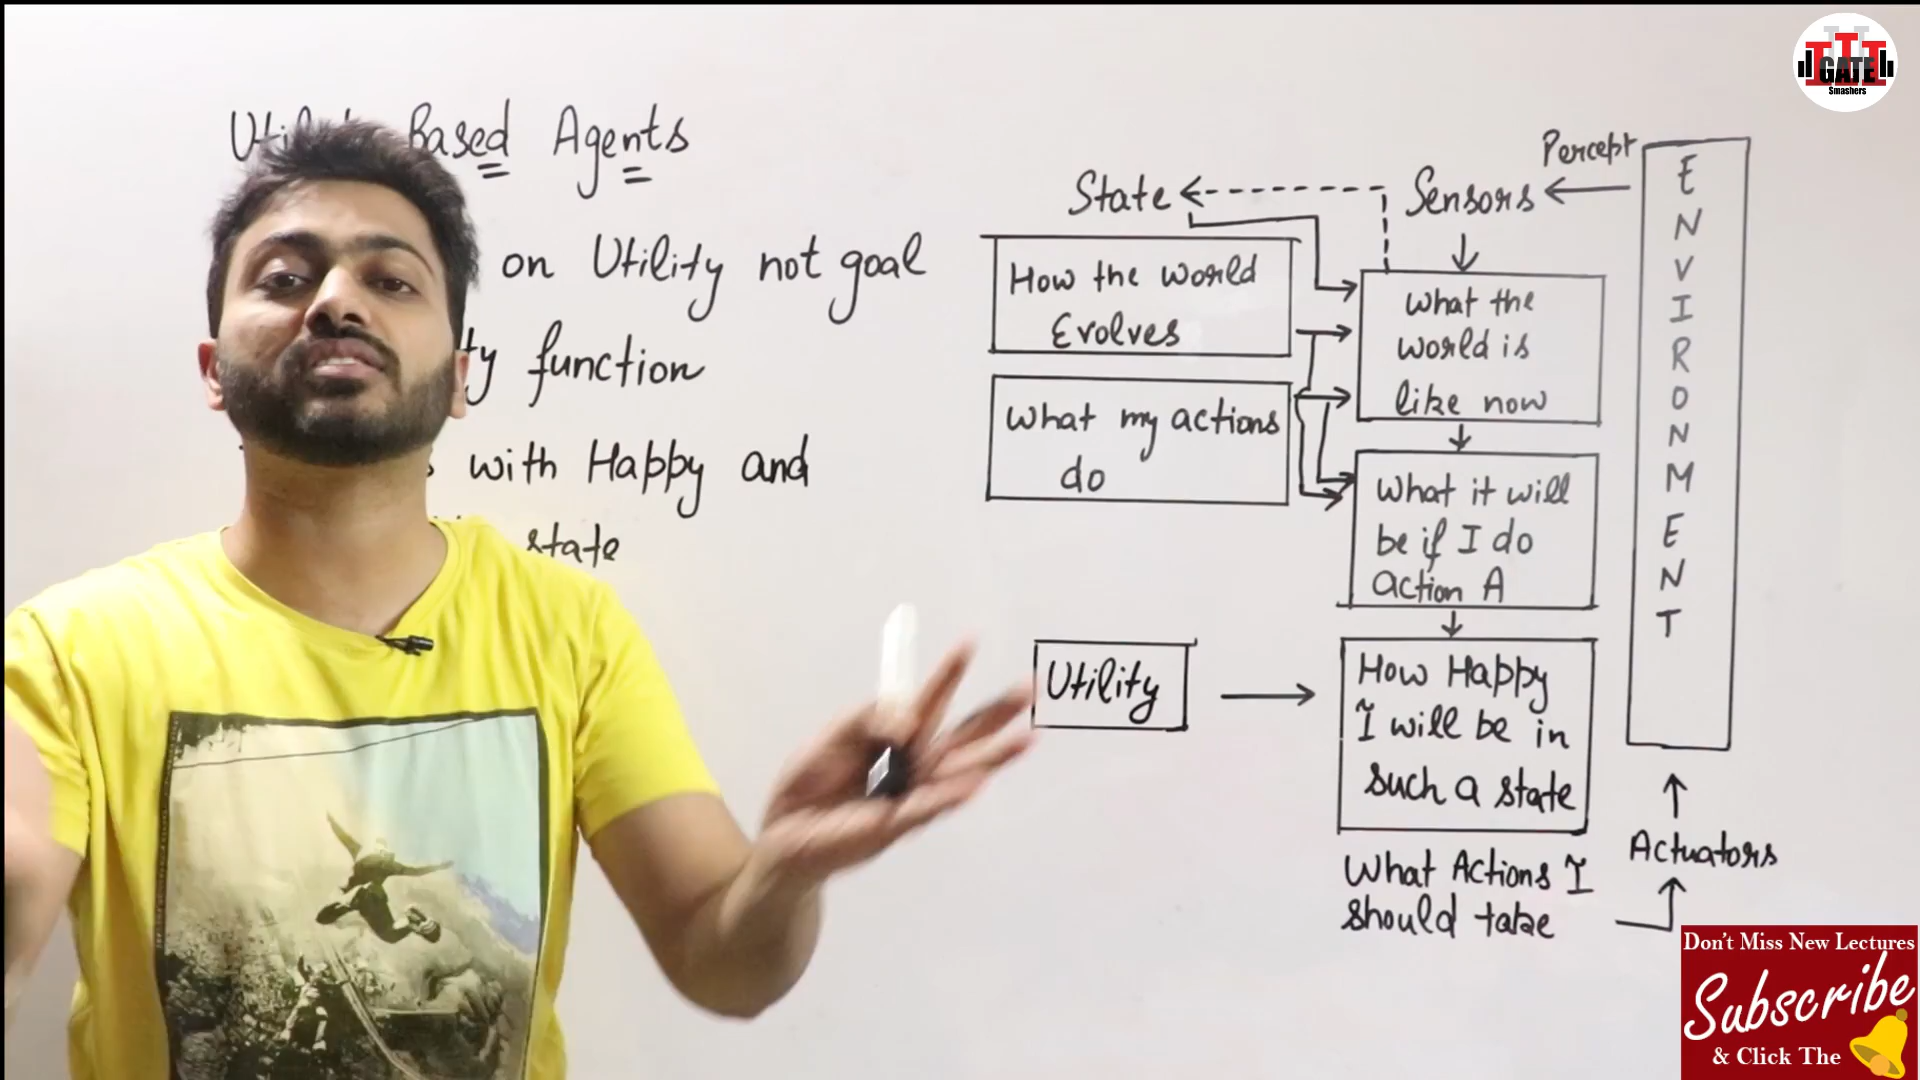 Based Agents
on Utility not goal
function
with Happy and
state
State
Sensors
Percept
How the world
Evolves
What my actions
do
What the
world is
like now
What it will
be if I do
action A
Utility
How Happy
I will be in
such a state
What Actions I
should take
Actuators
ENVIRONMENT
GATE
Smashers
Don't Miss New Lectures
Subscribe
& Click The